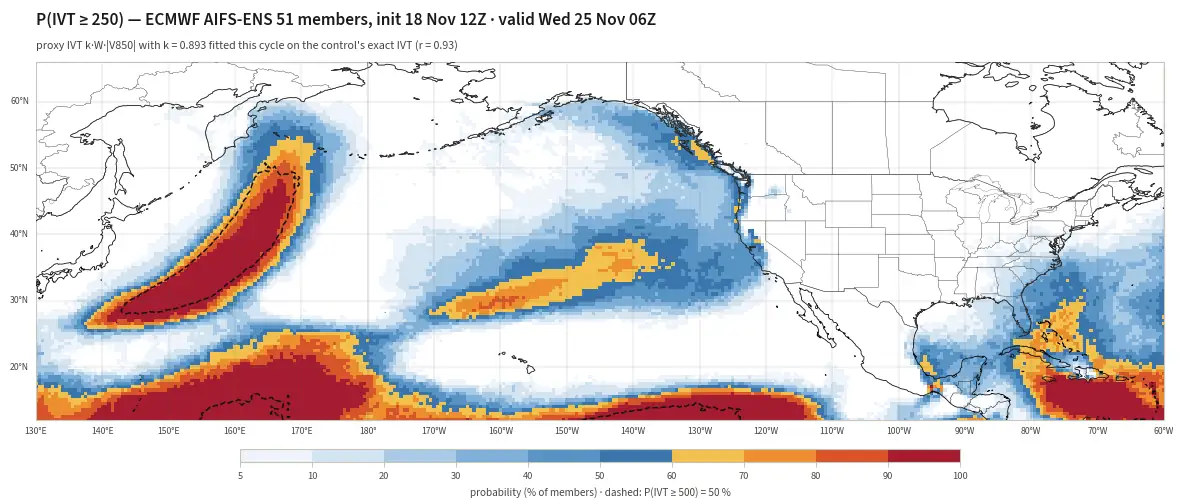 P(IVT ≥ 250) — ECMWF AIFS-ENS 51 members, init 18 Nov 12Z · valid Wed 25 Nov 06Z
proxy IVT k·W·|V850| with k = 0.893 fitted this cycle on the control's exact IVT (r = 0.93)
60°N
50°N
40°N
30°N
20°N
130°E 140°E 150°E 160°E 170°E 180° 170°W 160°W 150°W 140°W 130°W 120°W 110°W 100°W 90°W 80°W 70°W 60°W
5 10 20 30 40 50 60 70 80 90 100
probability (% of members) · dashed: P(IVT ≥ 500) = 50 %